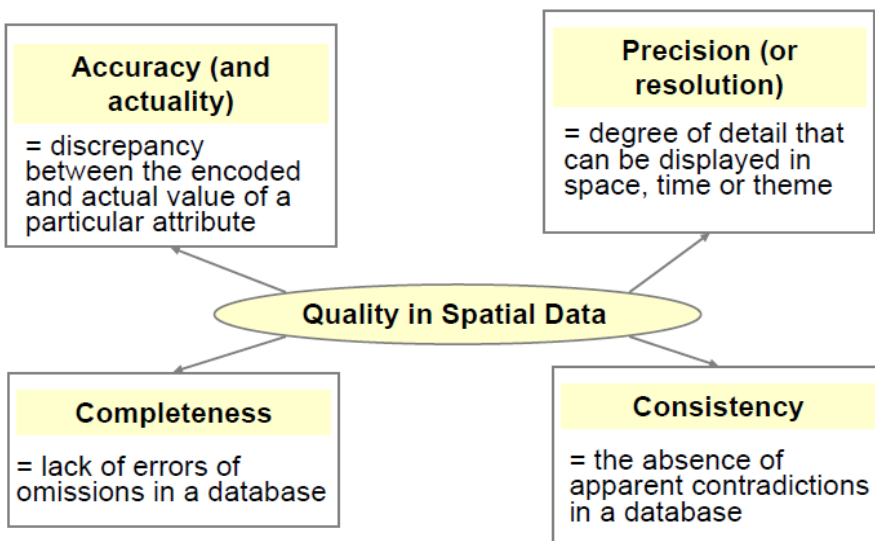 Accuracy (and
actuality)
= discrepancy
between the encoded
and actual value of a
particular attribute
Precision (or
resolution)
= degree of detail that
can be displayed in
space, time or theme
Quality in Spatial Data
Completeness
= lack of errors of
omissions in a database
Consistency
= the absence of
apparent contradictions
in a database